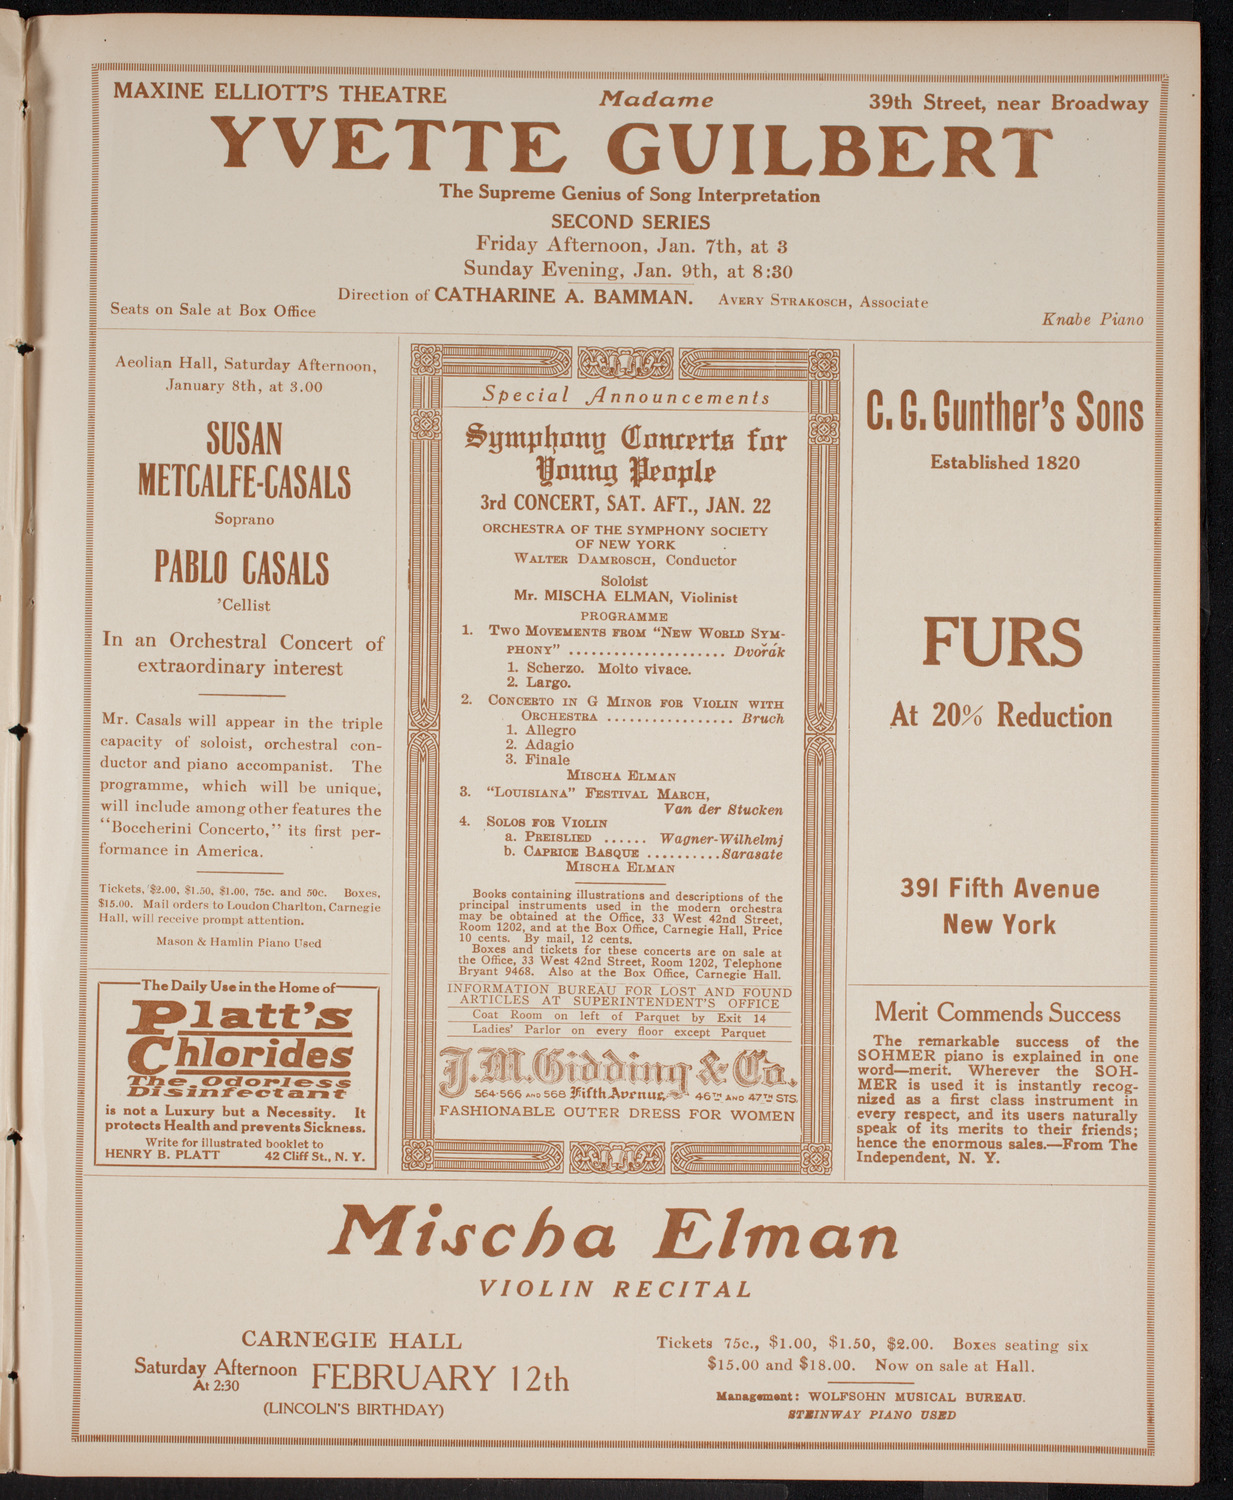 MAXINE ELLIOTT'S THEATRE
Madame
39th Street, near Broadway
YVETTE GUILBERT
The Supreme Genius of Song Interpretation
SECOND SERIES
Friday Afternoon, Jan. 7th, at 3
Sunday Evening, Jan. 9th, at 8:30
Direction of CATHARINE A. BAMMAN. AVERY STRAKOSCH, Associate
Seats on Sale at Box Office
Knabe Piano
Aeolian Hall, Saturday Afternoon,
January 8th, at 3.00
SUSAN
METCALFE-CASALS
Soprano
PABLO CASALS
'Cellist
In an Orchestral Concert of
extraordinary interest
Mr. Casals will appear in the triple
capacity of soloist, orchestral con-
ductor and piano accompanist. The
programme, which will be unique,
will include among other features the
"Boccherini Concerto," its first per-
formance in America.
Tickets, $2.00, $1.50, $1.00, 75c. and 50c. Boxes,
$15.00. Mail orders to Loudon Charlton, Carnegie
Hall, will receive prompt attention.
Mason & Hamlin Piano Used
The Daily Use in the Home of
Platt's
Chlorides
The Odorless
Disinfectant
is not a Luxury but a Necessity. It
protects Health and prevents Sickness.
Write for illustrated booklet to
HENRY B. PLATT 42 Cliff St., N. Y.
Special Announcements
Symphony Concerts for
Young People
3rd CONCERT, SAT. AFT., JAN. 22
ORCHESTRA OF THE SYMPHONY SOCIETY
OF NEW YORK
WALTER DAMROSCH, Conductor
Soloist
Mr. MISCHA ELMAN, Violinist
PROGRAMME
1. TWO MOVEMENTS FROM "NEW WORLD SYM-
PHONY" ..................... Dvořák
1. Scherzo. Molto vivace.
2. Largo.
2. CONCERTO IN G MINOR FOR VIOLIN WITH
ORCHESTRA ................. Bruch
1. Allegro
2. Adagio
3. Finale
MISCHA ELMAN
3. "LOUISIANA" FESTIVAL MARCH,
Van der Stucken
4. SOLOS FOR VIOLIN
a. PREISLIED ...... Wagner-Wilhelmj
b. CAPRICE BASQUE ..........Sarasate
MISCHA ELMAN
Books containing illustrations and descriptions of the
principal instruments used in the modern orchestra
may be obtained at the Office, 33 West 42nd Street,
Room 1202, and at the Box Office, Carnegie Hall, Price
10 cents. By mail, 12 cents.
Boxes and tickets for these concerts are on sale at
the Office, 33 West 42nd Street, Room 1202, Telephone
Bryant 9468. Also at the Box Office, Carnegie Hall.
INFORMATION BUREAU FOR LOST AND FOUND
ARTICLES AT SUPERINTENDENT'S OFFICE
Coat Room on left of Parquet by Exit 14
Ladies' Parlor on every floor except Parquet
J.M. Gidding & Co.
564-566 AND 568 Fifth Avenue, 46TH AND 47TH STS.
FASHIONABLE OUTER DRESS FOR WOMEN
C. G. Gunther's Sons
Established 1820
FURS
At 20% Reduction
391 Fifth Avenue
New York
Merit Commends Success
The remarkable success of the
SOHMER piano is explained in one
word—merit. Wherever the SOH-
MER is used it is instantly recog-
nized as a first class instrument in
every respect, and its users naturally
speak of its merits to their friends;
hence the enormous sales.—From The
Independent, N. Y.
Mischa Elman
VIOLIN RECITAL
CARNEGIE HALL
Saturday Afternoon
At 2:30
FEBRUARY 12th
(LINCOLN'S BIRTHDAY)
Tickets 75c., $1.00, $1.50, $2.00. Boxes seating six
$15.00 and $18.00. Now on sale at Hall.
Management: WOLFSOHN MUSICAL BUREAU.
STEINWAY PIANO USED